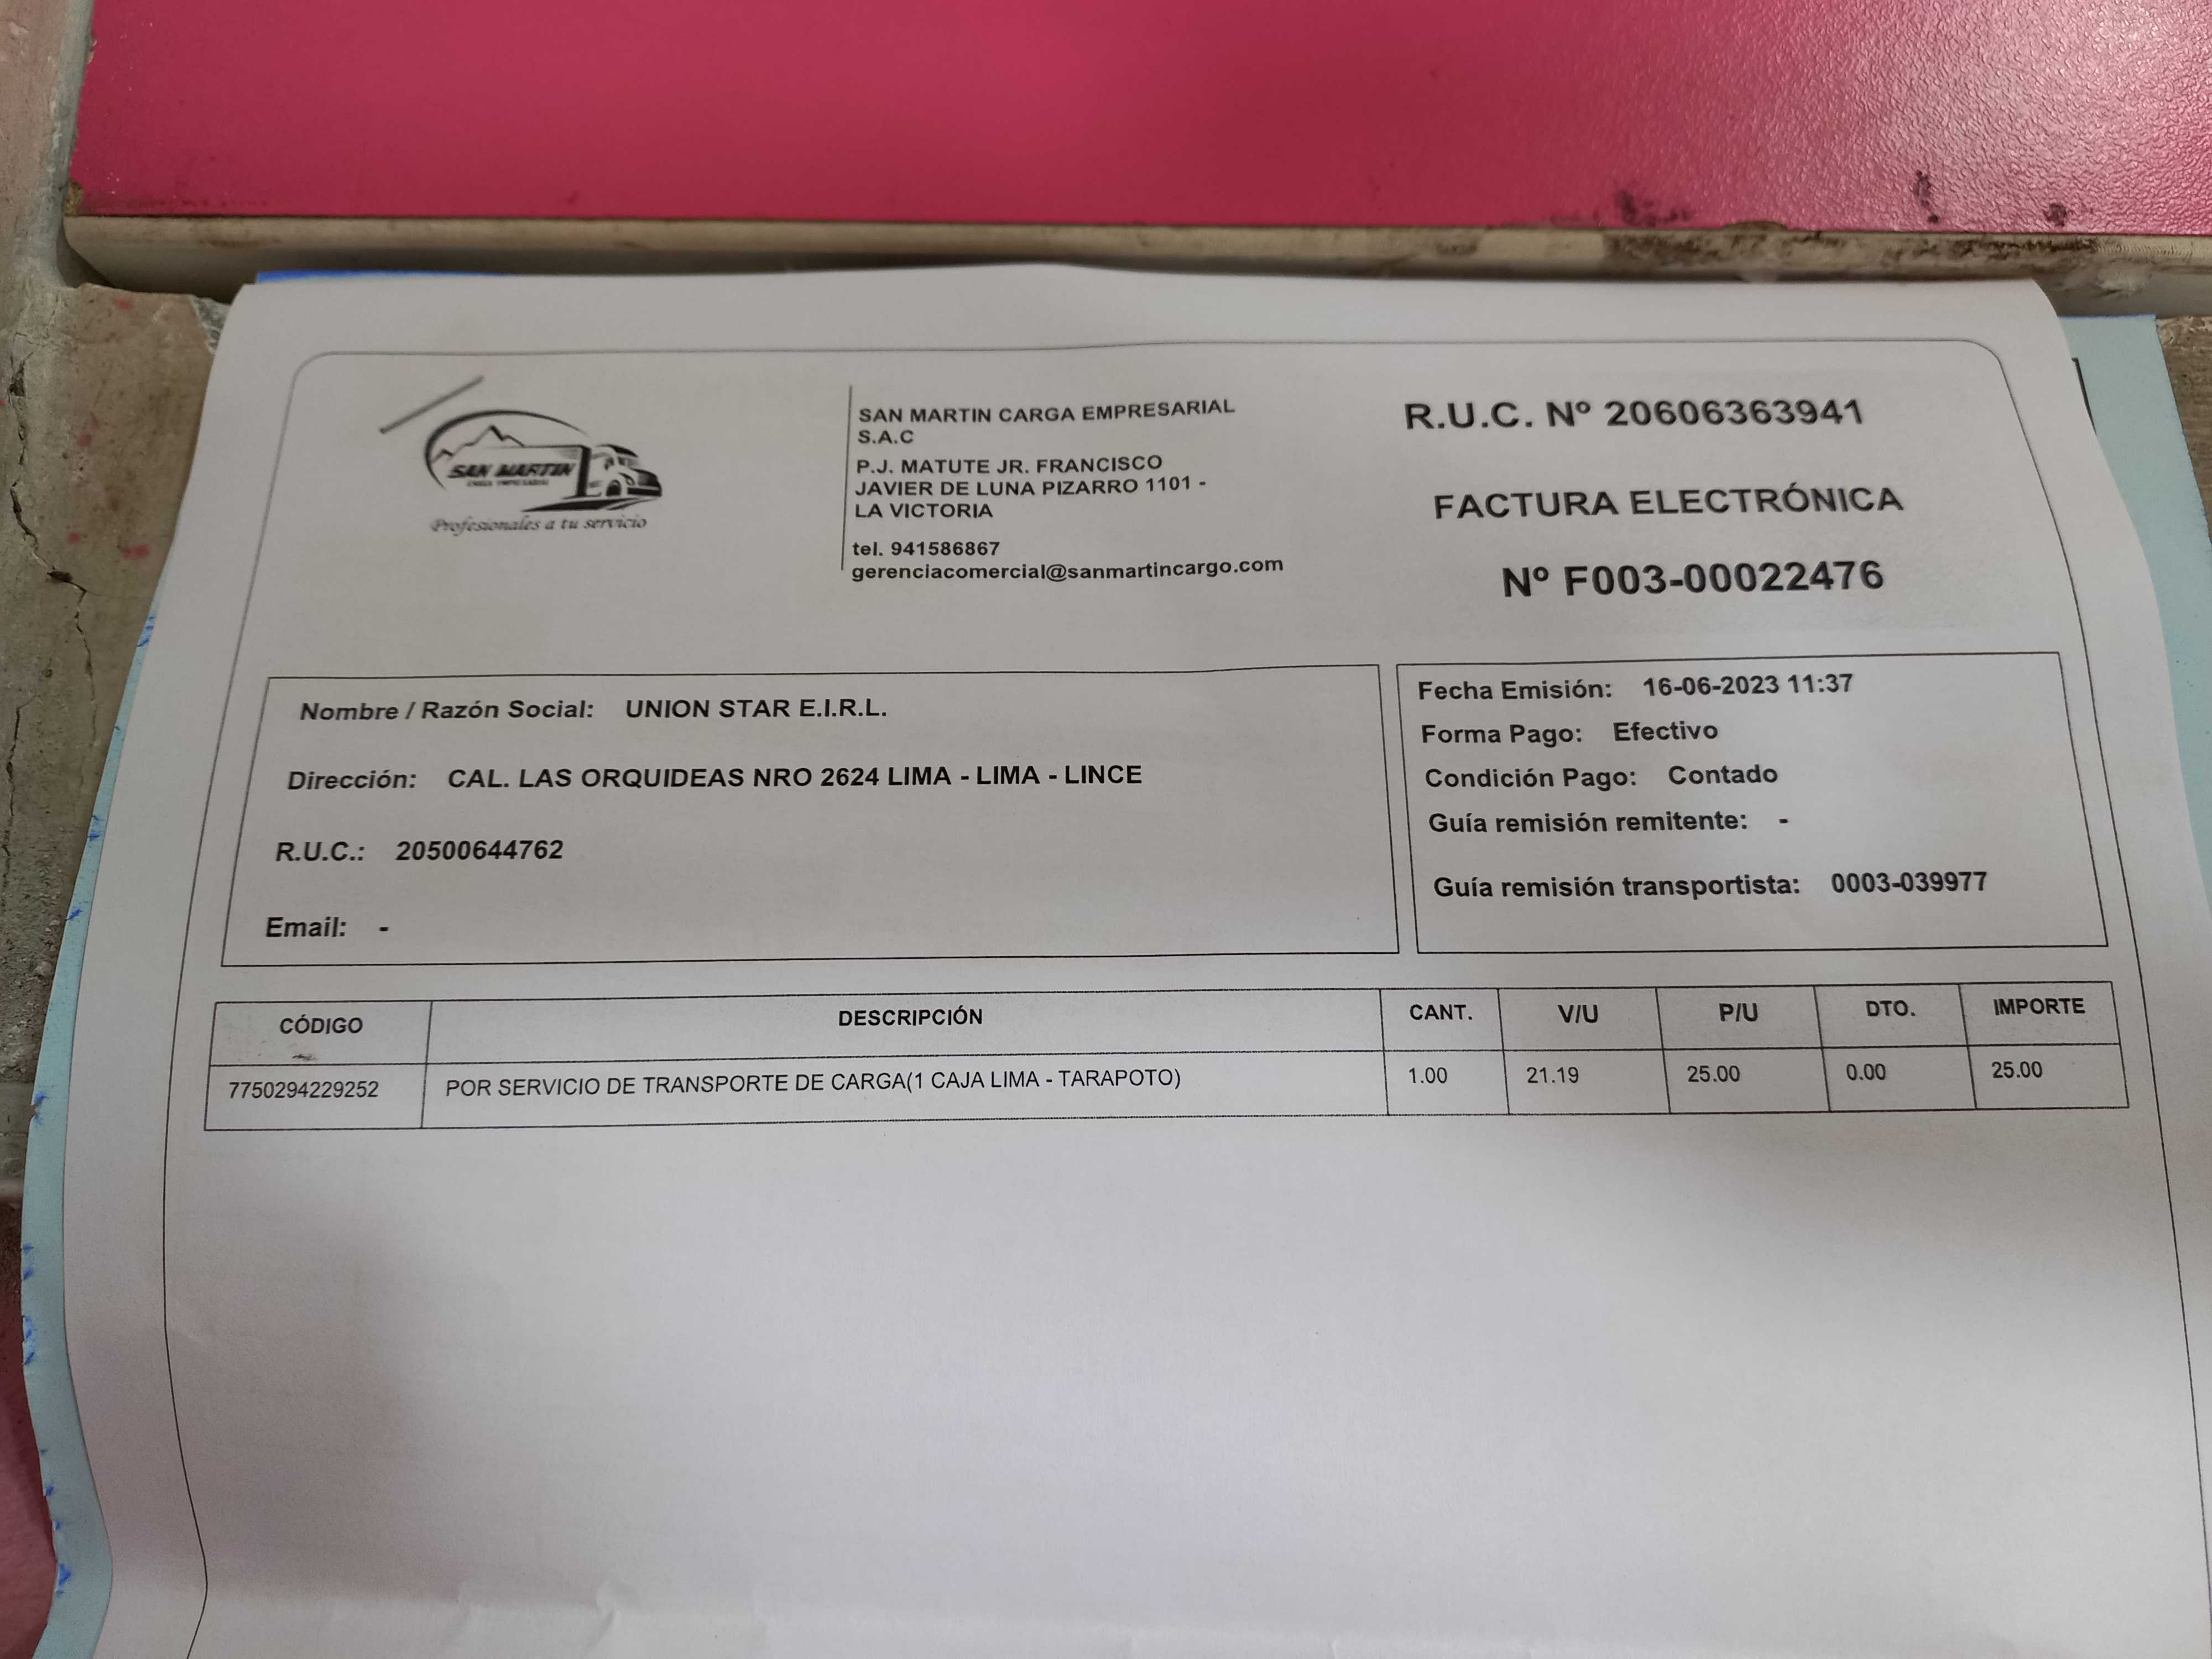 SAN MARTIN
CARGA EMPRESARIAL
Profesionales a tu servicio
SAN MARTIN CARGA EMPRESARIAL
S.A.C
P.J. MATUTE JR. FRANCISCO
JAVIER DE LUNA PIZARRO 1101 -
LA VICTORIA
tel. 941586867
gerenciacomercial@sanmartincargo.com
R.U.C. Nº 20606363941
FACTURA ELECTRÓNICA
Nº F003-00022476
Nombre / Razón Social: UNION STAR E.I.R.L.
Dirección: CAL. LAS ORQUIDEAS NRO 2624 LIMA - LIMA - LINCE
R.U.C.: 20500644762
Email: -
Fecha Emisión: 16-06-2023 11:37
Forma Pago: Efectivo
Condición Pago: Contado
Guía remisión remitente: -
Guía remisión transportista: 0003-039977
CÓDIGO DESCRIPCIÓN CANT. V/U P/U DTO. IMPORTE
7750294229252 POR SERVICIO DE TRANSPORTE DE CARGA(1 CAJA LIMA - TARAPOTO) 1.00 21.19 25.00 0.00 25.00